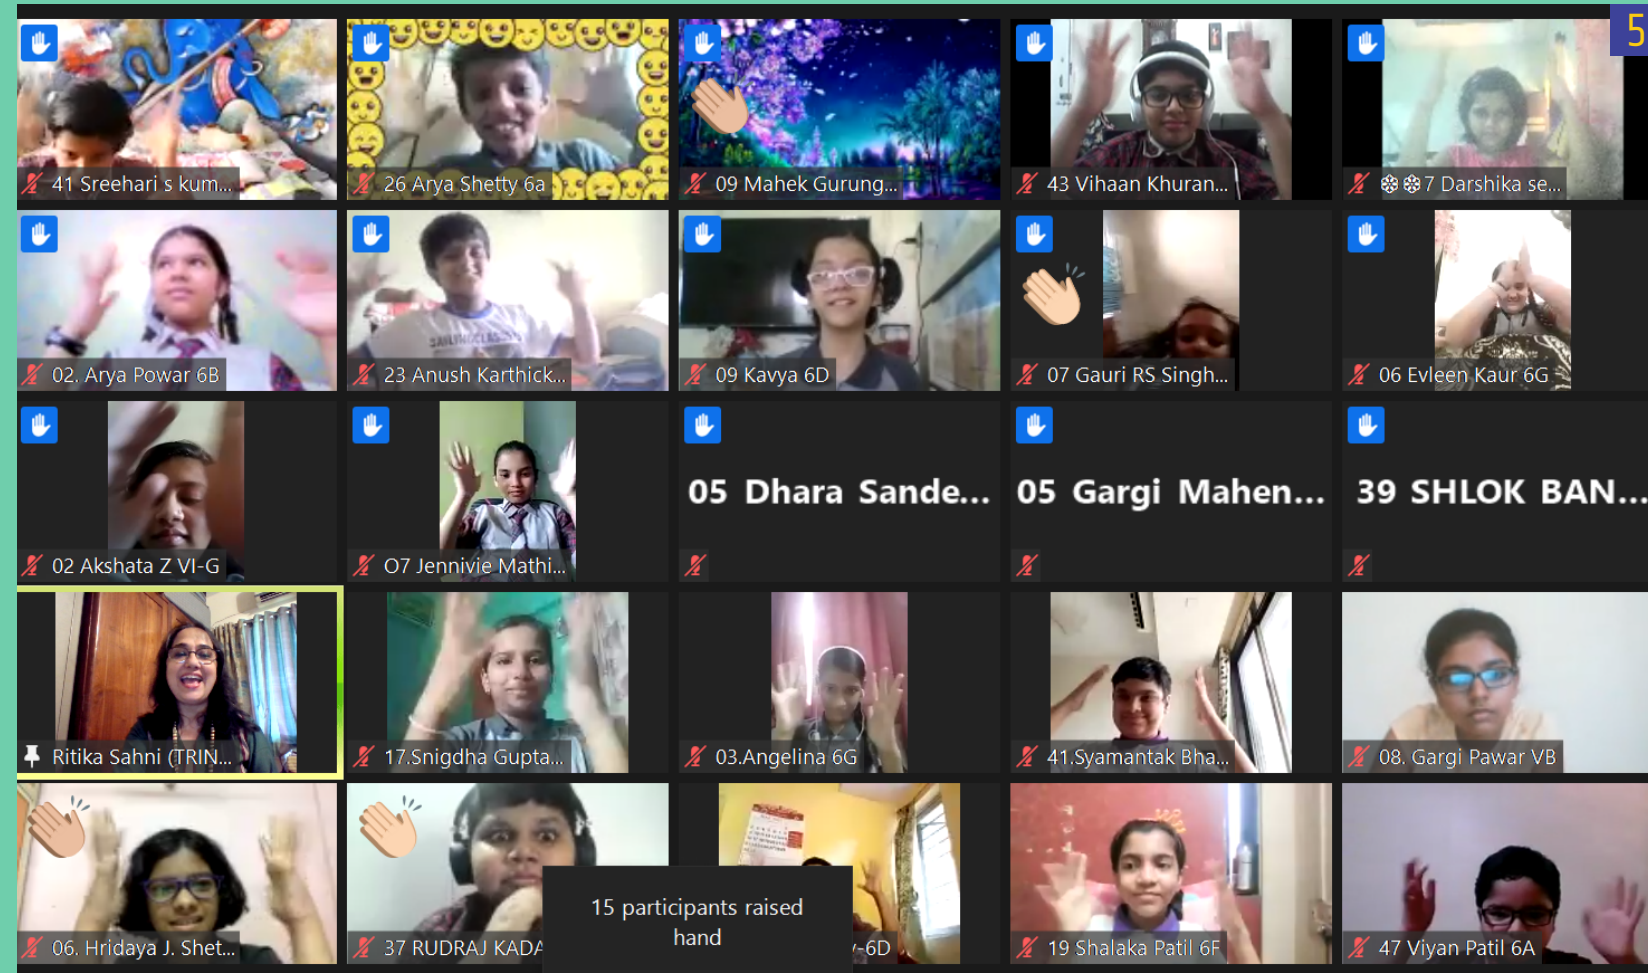 5
41 Sreehari s kum...
26 Arya Shetty 6a
09 Mahek Gurung...
43 Vihaan Khuran...
❄❄7 Darshika se...
02. Arya Powar 6B
23 Anush Karthick...
09 Kavya 6D
07 Gauri RS Singh...
06 Evleen Kaur 6G
02 Akshata Z VI-G
O7 Jennivie Mathi...
05 Dhara Sande...
05 Gargi Mahen...
39 SHLOK BAN...
Ritika Sahni (TRIN...
17.Snigdha Gupta...
03.Angelina 6G
41.Syamantak Bha...
08. Gargi Pawar VB
06. Hridaya J. Shet...
37 RUDRAJ KADA
15 participants raised
hand
-6D
19 Shalaka Patil 6F
47 Viyan Patil 6A